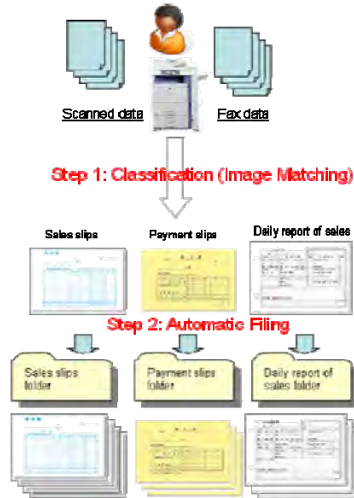 Scanned data
Fax data
Step 1: Classification (Image Matching)
Sales slips
Payment slips
Daily report of sales
Step 2: Automatic Filing
Sales slips
folder
Payment slips
folder
Daily report of
sales folder